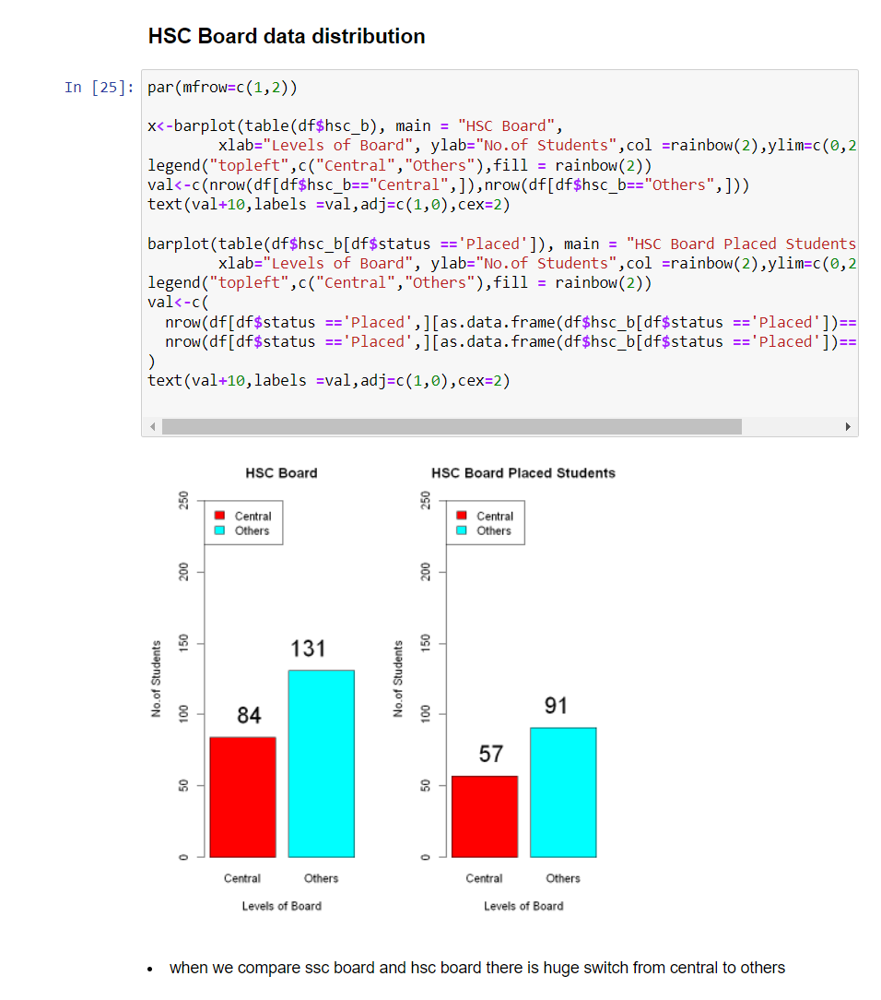 HSC Board data distribution
In [25]:
par(mfrow=c(1,2))
x<-barplot(table(df$hsc_b), main = "HSC Board",
xlab="Levels of Board", ylab="No.of Students",col =rainbow(2),ylim=c(0,2
legend("topleft",c("Central","Others"),fill = rainbow(2))
val<-c(nrow(df[df$hsc_b=="Central",]),nrow(df[df$hsc_b=="Others",]))
text(val+10,labels =val,adj=c(1,0),cex=2)
barplot(table(df$hsc_b[df$status =='Placed']), main = "HSC Board Placed Students
xlab="Levels of Board", ylab="No.of Students",col =rainbow(2),ylim=c(0,2
legend("topleft",c("Central","Others"),fill = rainbow(2))
val<-c(
nrow(df[df$status =='Placed',][as.data.frame(df$hsc_b[df$status =='Placed'])==
nrow(df[df$status =='Placed',][as.data.frame(df$hsc_b[df$status =='Placed'])==
)
text(val+10,labels =val,adj=c(1,0),cex=2)
HSC Board
Central
Others
250
200
150
100
50
0
No.of Students
84
131
Central
Others
Levels of Board
HSC Board Placed Students
Central
Others
250
200
150
100
50
0
No.of Students
57
91
Central
Others
Levels of Board
• when we compare ssc board and hsc board there is huge switch from central to others